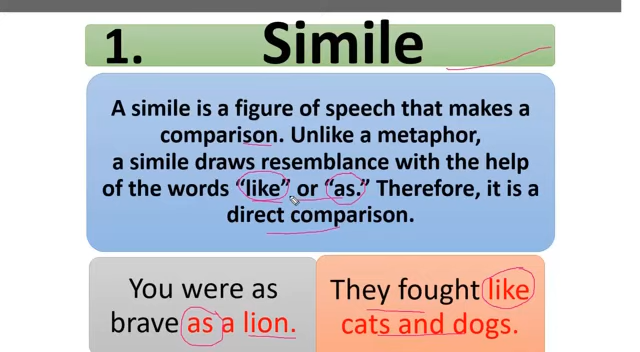 1. Simile
A simile is a figure of speech that makes a
comparison. Unlike a metaphor,
a simile draws resemblance with the help
of the words “like” or “as.” Therefore, it is a
direct comparison.
You were as
brave as a lion.
They fought like
cats and dogs.